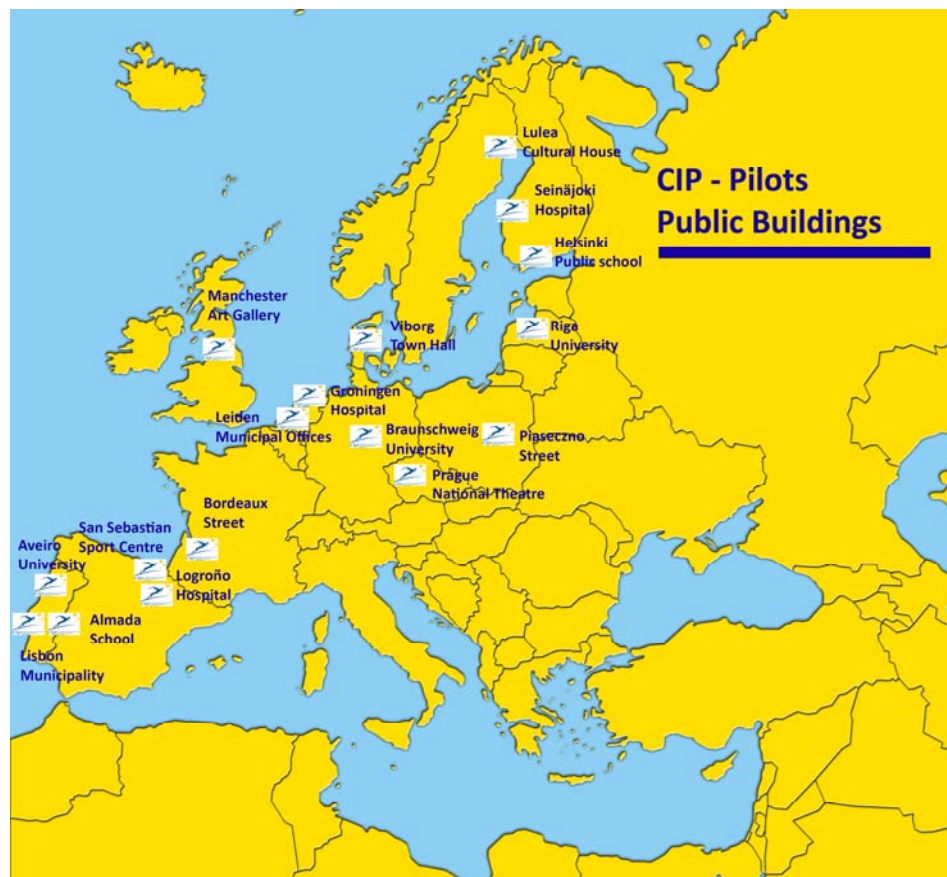 Lulea
Cultural House
CIP - Pilots
Public Buildings
Seinäjoki
Hospital
Helsinki
Public school
Manchester
Art Gallery
Viborg
Town Hall
Riga
University
Groningen
Hospital
Leiden
Municipal Offices
Braunschweig
University
Piaseczno
Street
Prague
National Theatre
Bordeaux
Street
San Sebastian
Sport Centre
Aveiro
University
Logroño
Hospital
Almada
School
Lisbon
Municipality